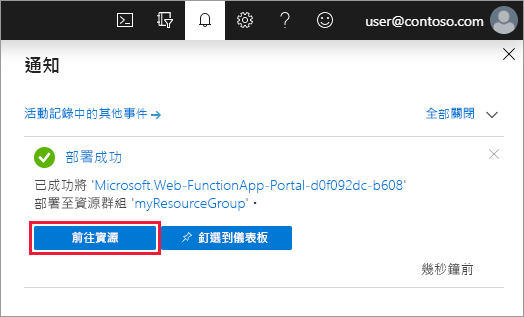 user@contoso.com
通知
活動記錄中的其他事件
全部關閉
部署成功
已成功將 'Microsoft.Web-FunctionApp-Portal-d0f092dc-b608'
部署至資源群組 'myResourceGroup'。
前往資源
釘選到儀表板
幾秒鐘前